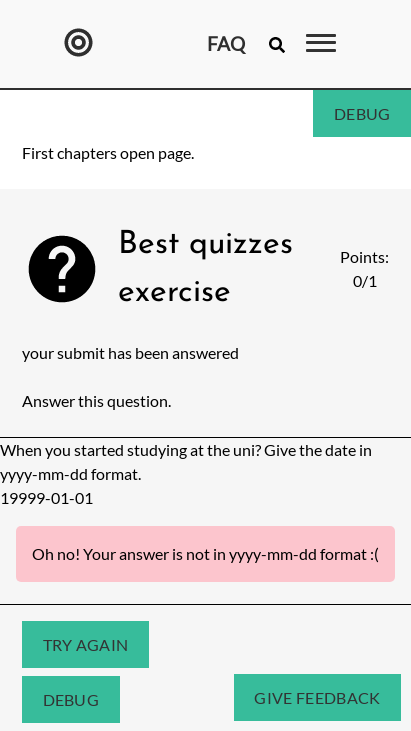 FAQ
DEBUG
First chapters open page.
Best quizzes
exercise
Points:
0/1
your submit has been answered
Answer this question.
When you started studying at the uni? Give the date in
yyyy-mm-dd format.
19999-01-01
Oh no! Your answer is not in yyyy-mm-dd format :(
TRY AGAIN
DEBUG
GIVE FEEDBACK